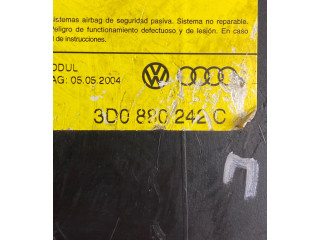 sistemas airbag de seguridad pasiva. Sistema no reparable.
Peligro de funcionamiento defectuoso y de lesión. En caso
de instrucciones.
ODUL
AG: 05.05.2004
3D0 880 242 C